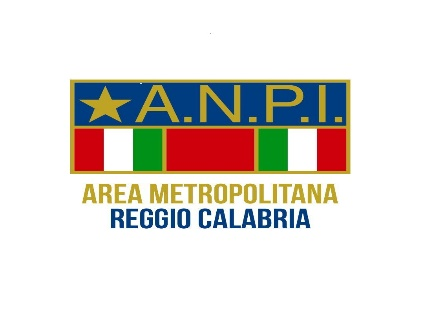 A.N.P.I.
AREA METROPOLITANA
REGGIO CALABRIA